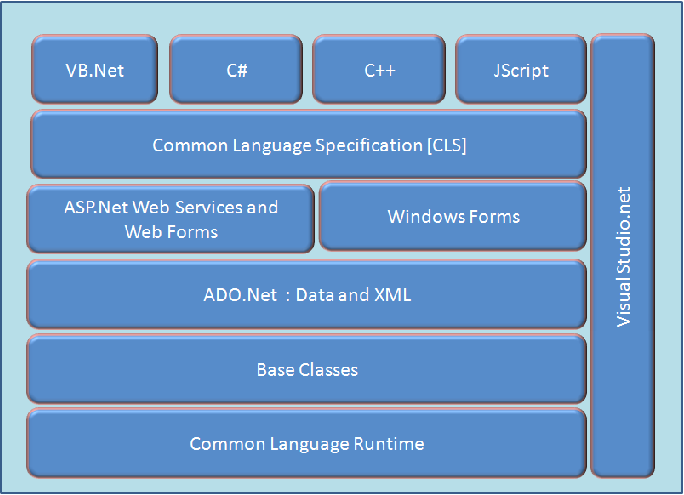 VB.Net
C#
C++
JScript
Common Language Specification [CLS]
ASP.Net Web Services and
Web Forms
Windows Forms
ADO.Net : Data and XML
Base Classes
Common Language Runtime
Visual Studio.net